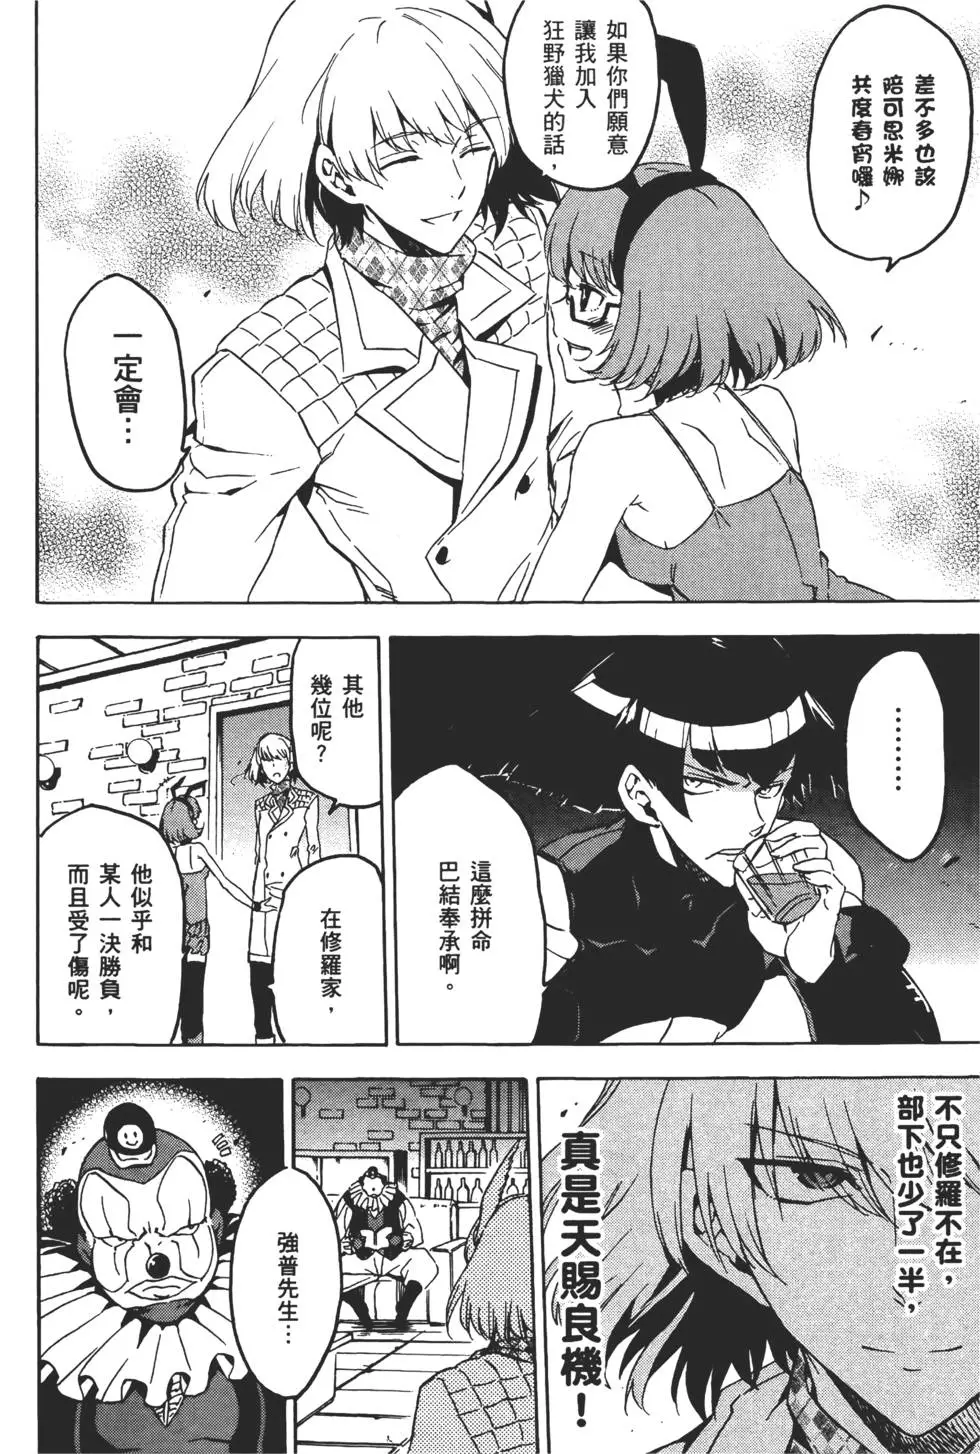 差不多也該
陪可思米娜
共度春宵囉♪
如果你們願意
讓我加入
狂野獵犬的話，
一定會…
………
這麼拼命
巴結奉承啊。
其他
幾位呢？
在修羅家，
他似乎和
某人一決勝負，
而且受了傷呢。
不只修羅不在，
部下也少了一半，
真是天賜良機！
強普先生…